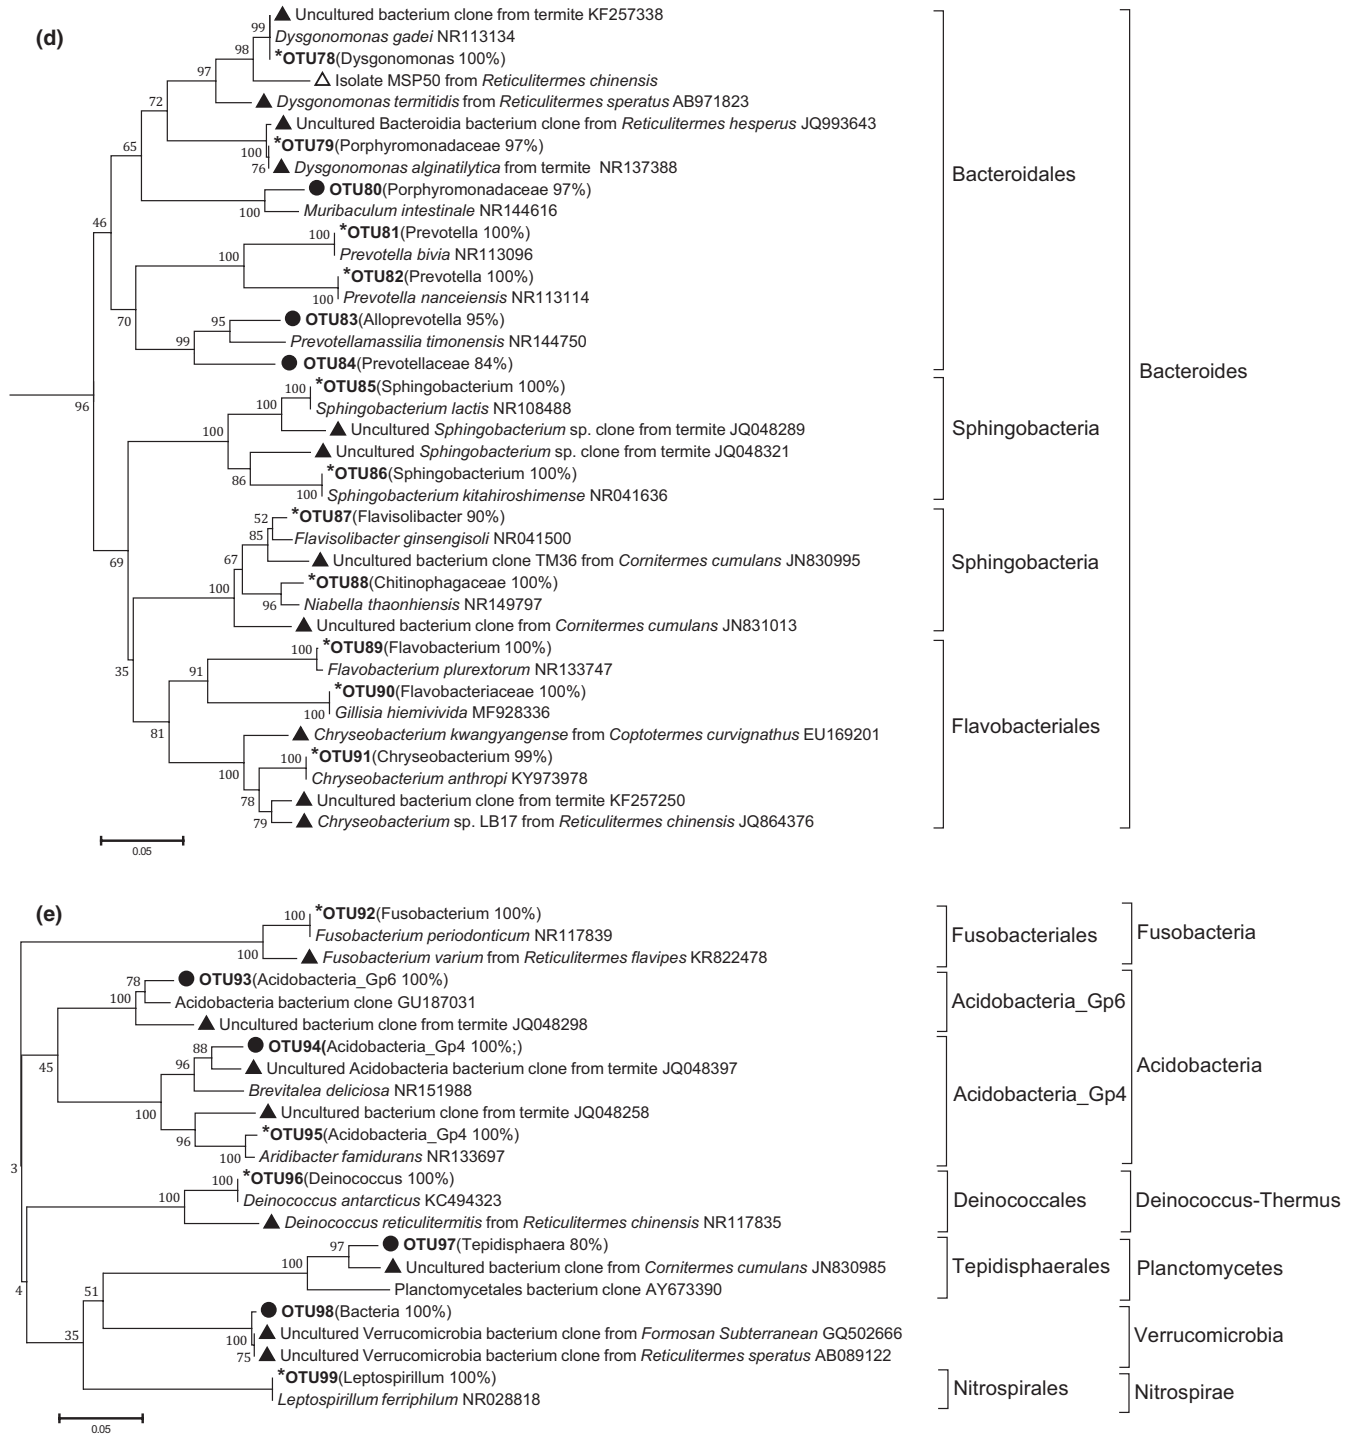 (d)
99
▲ Uncultured bacterium clone from termite KF257338
Dysgonomonas gadei NR113134
98
*OTU78(Dysgonomonas 100%)
97
△ Isolate MSP50 from Reticulitermes chinensis
72
▲ Dysgonomonas termitidis from Reticulitermes speratus AB971823
▲ Uncultured Bacteroidia bacterium clone from Reticulitermes hesperus JQ993643
65
100
*OTU79(Porphyromonadaceae 97%)
76
▲ Dysgonomonas alginatilytica from termite NR137388
Bacteroidales
● OTU80(Porphyromonadaceae 97%)
100
Muribaculum intestinale NR144616
46
100
*OTU81(Prevotella 100%)
Prevotella bivia NR113096
100
*OTU82(Prevotella 100%)
100
Prevotella nanceiensis NR113114
70
95
● OTU83(Alloprevotella 95%)
99
Prevotellamassilia timonensis NR144750
● OTU84(Prevotellaceae 84%)
Bacteroides
96
100
*OTU85(Sphingobacterium 100%)
100
Sphingobacterium lactis NR108488
100
▲ Uncultured Sphingobacterium sp. clone from termite JQ048289
Sphingobacteria
▲ Uncultured Sphingobacterium sp. clone from termite JQ048321
86
*OTU86(Sphingobacterium 100%)
100
Sphingobacterium kitahiroshimense NR041636
52
*OTU87(Flavisolibacter 90%)
85
Flavisolibacter ginsengisoli NR041500
69
67
▲ Uncultured bacterium clone TM36 from Cornitermes cumulans JN830995
Sphingobacteria
100
*OTU88(Chitinophagaceae 100%)
96
Niabella thaonhiensis NR149797
▲ Uncultured bacterium clone from Cornitermes cumulans JN831013
100
*OTU89(Flavobacterium 100%)
35
91
Flavobacterium plurextorum NR133747
*OTU90(Flavobacteriaceae 100%)
100
Gillisia hiemivivida MF928336
81
▲ Chryseobacterium kwangyangense from Coptotermes curvignathus EU169201
Flavobacteriales
100
*OTU91(Chryseobacterium 99%)
100
Chryseobacterium anthropi KY973978
78
▲ Uncultured bacterium clone from termite KF257250
79
▲ Chryseobacterium sp. LB17 from Reticulitermes chinensis JQ864376
0.05
(e)
100
*OTU92(Fusobacterium 100%)
Fusobacterium periodonticum NR117839
100
▲ Fusobacterium varium from Reticulitermes flavipes KR822478
Fusobacteriales
Fusobacteria
78
● OTU93(Acidobacteria_Gp6 100%)
100
Acidobacteria bacterium clone GU187031
▲ Uncultured bacterium clone from termite JQ048298
Acidobacteria_Gp6
45
88
● OTU94(Acidobacteria_Gp4 100%;)
96
▲ Uncultured Acidobacteria bacterium clone from termite JQ048397
Acidobacteria
Brevitalea deliciosa NR151988
Acidobacteria_Gp4
100
▲ Uncultured bacterium clone from termite JQ048258
96
*OTU95(Acidobacteria_Gp4 100%)
100
Aridibacter famidurans NR133697
3
100
*OTU96(Deinococcus 100%)
100
Deinococcus antarcticus KC494323
Deinococcales
Deinococcus-Thermus
▲ Deinococcus reticulitermitis from Reticulitermes chinensis NR117835
97
● OTU97(Tepidisphaera 80%)
100
▲ Uncultured bacterium clone from Cornitermes cumulans JN830985
Tepidisphaerales
Planctomycetes
4
51
Planctomycetales bacterium clone AY673390
● OTU98(Bacteria 100%)
35
100
▲ Uncultured Verrucomicrobia bacterium clone from Formosan Subterranean GQ502666
Verrucomicrobia
75
▲ Uncultured Verrucomicrobia bacterium clone from Reticulitermes speratus AB089122
*OTU99(Leptospirillum 100%)
Nitrospirales
Nitrospirae
Leptospirillum ferriphilum NR028818
0.05